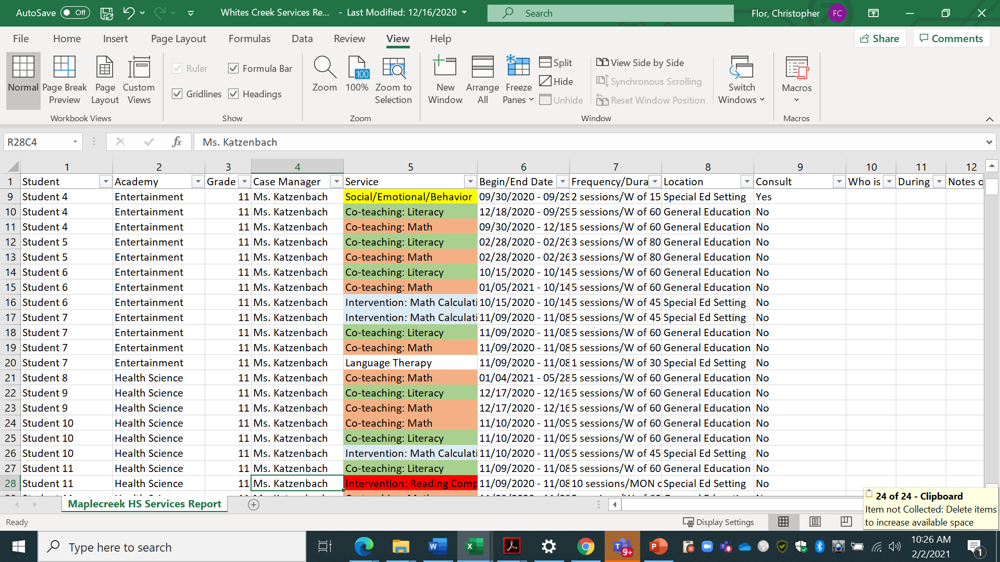 AutoSave Off Whites Creek Services Re... - Last Modified: 12/16/2020 Search Flor, Christopher FC
File Home Insert Page Layout Formulas Data Review View Help Share Comments
Normal Page Break Preview Page Layout Custom Views
Workbook Views
Ruler Formula Bar
Gridlines Headings
Show
Zoom 100% Zoom to Selection
Zoom
New Window Arrange All Freeze Panes
Split
Hide
Unhide
View Side by Side
Synchronous Scrolling
Reset Window Position
Switch Windows
Window
Macros
Macros
R28C4 fx Ms. Katzenbach
1 2 3 4 5 6 7 8 9 10 11 12
1 Student Academy Grade Case Manager Service Begin/End Date Frequency/Dura Location Consult Who is During Notes o
9 Student 4 Entertainment 11 Ms. Katzenbach Social/Emotional/Behavior 09/30/2020 - 09/29 2 sessions/W of 15 Special Ed Setting Yes
10 Student 4 Entertainment 11 Ms. Katzenbach Co-teaching: Literacy 12/18/2020 - 09/29 5 sessions/W of 60 General Education No
11 Student 4 Entertainment 11 Ms. Katzenbach Co-teaching: Math 09/30/2020 - 12/18 5 sessions/W of 60 General Education No
12 Student 5 Entertainment 11 Ms. Katzenbach Co-teaching: Literacy 02/28/2020 - 02/26 3 sessions/W of 80 General Education No
13 Student 5 Entertainment 11 Ms. Katzenbach Co-teaching: Math 02/28/2020 - 02/26 3 sessions/W of 80 General Education No
14 Student 6 Entertainment 11 Ms. Katzenbach Co-teaching: Literacy 10/15/2020 - 10/14 5 sessions/W of 60 General Education No
15 Student 6 Entertainment 11 Ms. Katzenbach Co-teaching: Math 01/05/2021 - 10/14 5 sessions/W of 60 General Education No
16 Student 6 Entertainment 11 Ms. Katzenbach Intervention: Math Calculati 10/15/2020 - 10/14 5 sessions/W of 45 Special Ed Setting No
17 Student 7 Entertainment 11 Ms. Katzenbach Intervention: Math Calculati 11/09/2020 - 11/08 5 sessions/W of 45 Special Ed Setting No
18 Student 7 Entertainment 11 Ms. Katzenbach Co-teaching: Literacy 11/09/2020 - 11/08 5 sessions/W of 60 General Education No
19 Student 7 Entertainment 11 Ms. Katzenbach Co-teaching: Math 11/09/2020 - 11/08 5 sessions/W of 60 General Education No
20 Student 7 Entertainment 11 Ms. Katzenbach Language Therapy 11/09/2020 - 11/08 1 sessions/W of 30 Special Ed Setting No
21 Student 8 Health Science 11 Ms. Katzenbach Co-teaching: Math 01/04/2021 - 05/28 5 sessions/W of 60 General Education No
22 Student 9 Health Science 11 Ms. Katzenbach Co-teaching: Literacy 12/17/2020 - 12/16 5 sessions/W of 60 General Education No
23 Student 9 Health Science 11 Ms. Katzenbach Co-teaching: Math 12/17/2020 - 12/16 5 sessions/W of 60 General Education No
24 Student 10 Health Science 11 Ms. Katzenbach Co-teaching: Math 11/10/2020 - 11/09 5 sessions/W of 60 General Education No
25 Student 10 Health Science 11 Ms. Katzenbach Co-teaching: Literacy 11/10/2020 - 11/09 5 sessions/W of 60 General Education No
26 Student 10 Health Science 11 Ms. Katzenbach Intervention: Math Calculati 11/10/2020 - 11/09 5 sessions/W of 45 Special Ed Setting No
27 Student 11 Health Science 11 Ms. Katzenbach Co-teaching: Literacy 11/09/2020 - 11/08 5 sessions/W of 60 General Education No
28 Student 11 Health Science 11 Ms. Katzenbach Intervention: Reading Comp 11/09/2020 - 11/08 10 sessions/MON Special Ed Setting No
Maplecreek HS Services Report
24 of 24 - Clipboard
Item not Collected: Delete items
to increase available space
Ready Display Settings
Type here to search 9+ 10:26 AM
2/2/2021 1